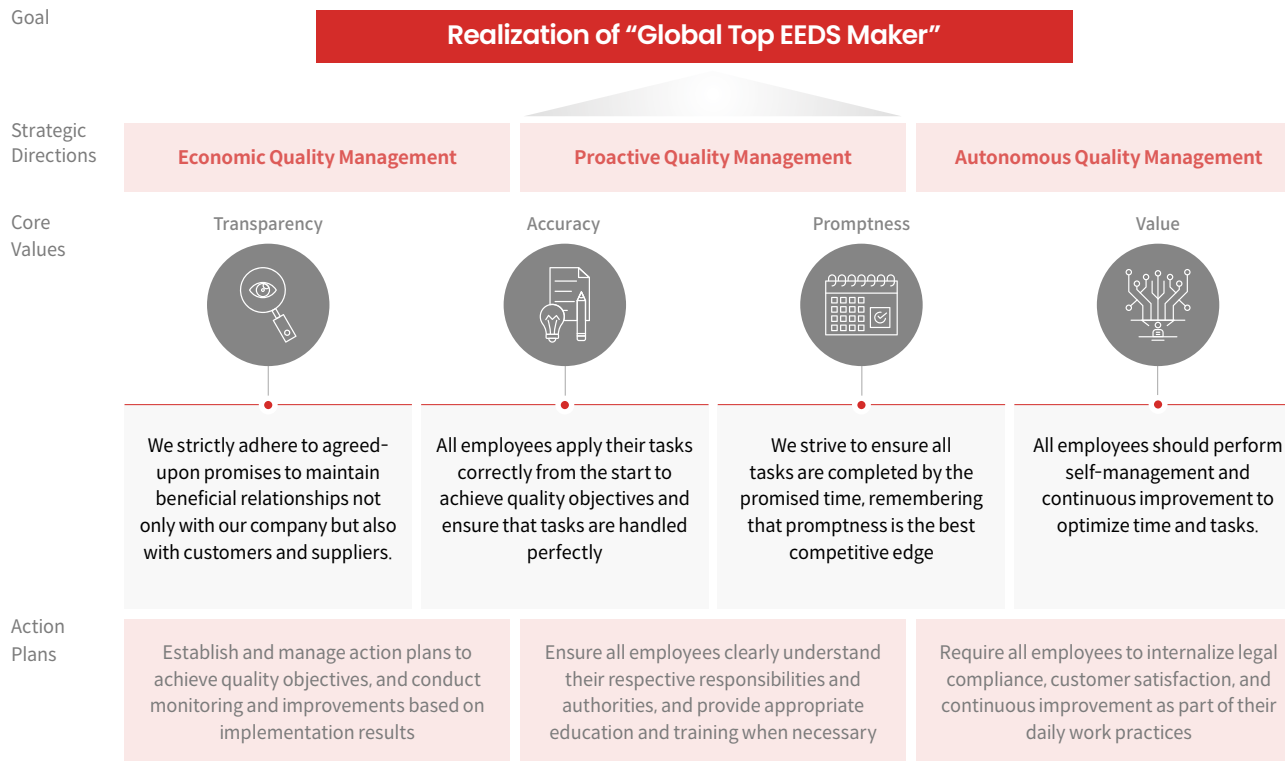 Goal
Realization of “Global Top EEDS Maker”
Strategic
Directions
Economic Quality Management
Proactive Quality Management
Autonomous Quality Management
Core
Values
Transparency
Accuracy
Promptness
Value
We strictly adhere to agreed-
upon promises to maintain
beneficial relationships not
only with our company but also
with customers and suppliers.
All employees apply their tasks
correctly from the start to
achieve quality objectives and
ensure that tasks are handled
perfectly
We strive to ensure all
tasks are completed by the
promised time, remembering
that promptness is the best
competitive edge
All employees should perform
self-management and
continuous improvement to
optimize time and tasks.
Action
Plans
Establish and manage action plans to
achieve quality objectives, and conduct
monitoring and improvements based on
implementation results
Ensure all employees clearly understand
their respective responsibilities and
authorities, and provide appropriate
education and training when necessary
Require all employees to internalize legal
compliance, customer satisfaction, and
continuous improvement as part of their
daily work practices